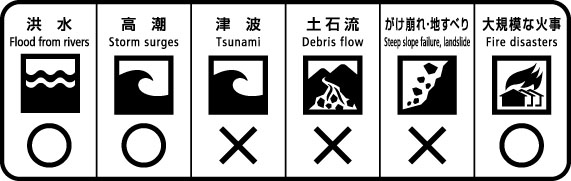 洪水
Flood from rivers
○
高潮
Storm surges
○
津波
Tsunami
×
土石流
Debris flow
×
がけ崩れ・地すべり
Steep slope failure, landslide
×
大規模な火事
Fire disasters
○